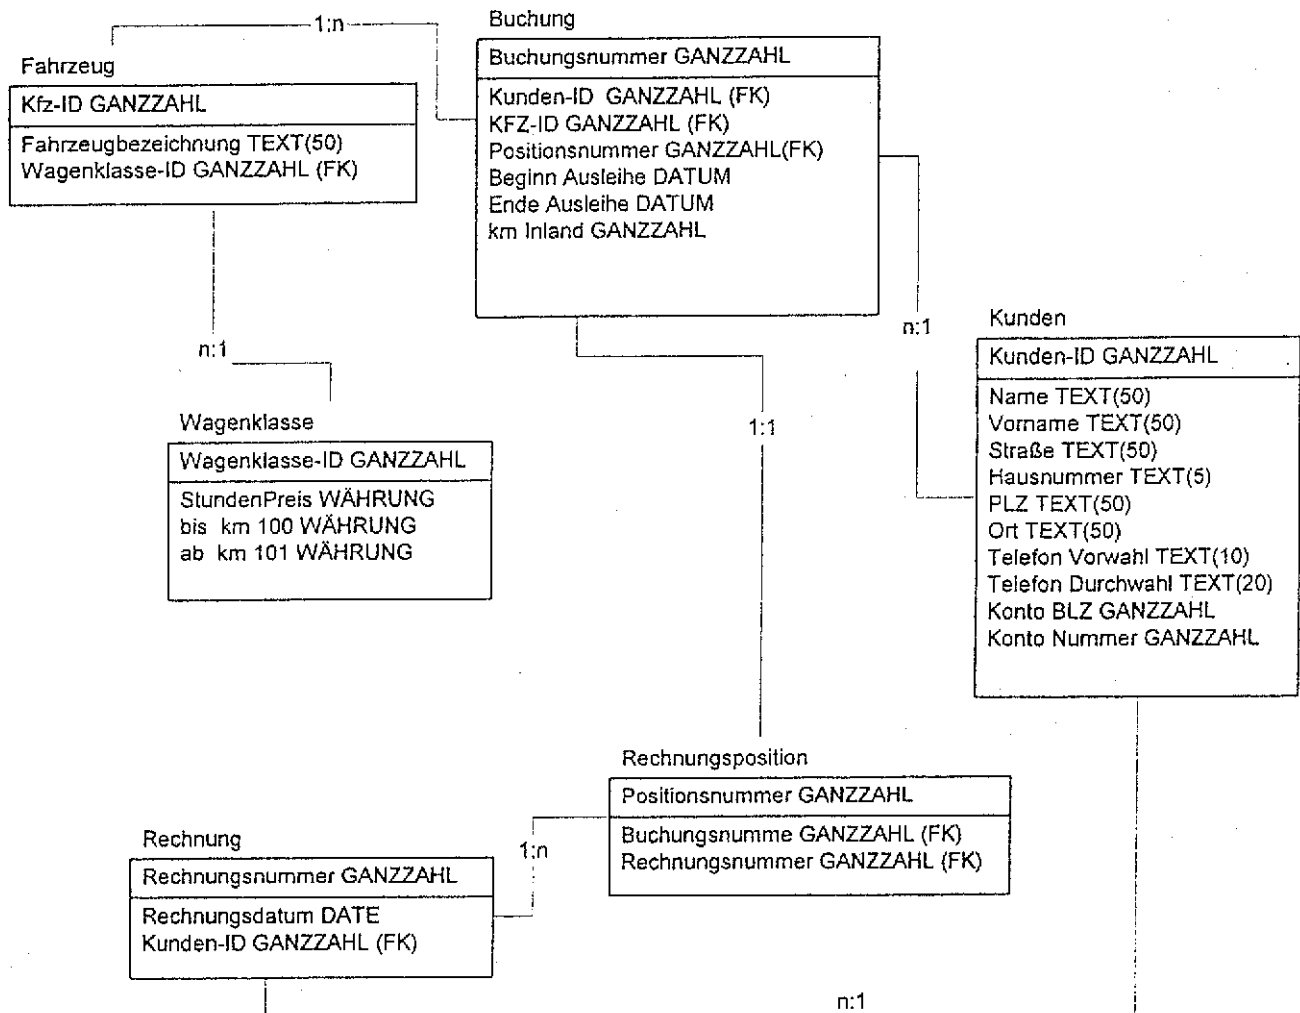 Buchung
1:n
Buchungsnummer GANZZAHL
Kunden-ID GANZZAHL (FK)
KFZ-ID GANZZAHL (FK)
Positionsnummer GANZZAHL(FK)
Beginn Ausleihe DATUM
Ende Ausleihe DATUM
km Inland GANZZAHL
Fahrzeug
Kfz-ID GANZZAHL
Fahrzeugbezeichnung TEXT(50)
Wagenklasse-ID GANZZAHL (FK)
n:1
n:1
Kunden
Kunden-ID GANZZAHL
Name TEXT(50)
Vorname TEXT(50)
Straße TEXT(50)
Hausnummer TEXT(5)
PLZ TEXT(50)
Ort TEXT(50)
Telefon Vorwahl TEXT(10)
Telefon Durchwahl TEXT(20)
Konto BLZ GANZZAHL
Konto Nummer GANZZAHL
Wagenklasse
Wagenklasse-ID GANZZAHL
StundenPreis WÄHRUNG
bis km 100 WÄHRUNG
ab km 101 WÄHRUNG
1:1
Rechnungsposition
Positionsnummer GANZZAHL
Buchungsnumme GANZZAHL (FK)
Rechnungsnummer GANZZAHL (FK)
1:n
Rechnung
Rechnungsnummer GANZZAHL
Rechnungsdatum DATE
Kunden-ID GANZZAHL (FK)
n:1